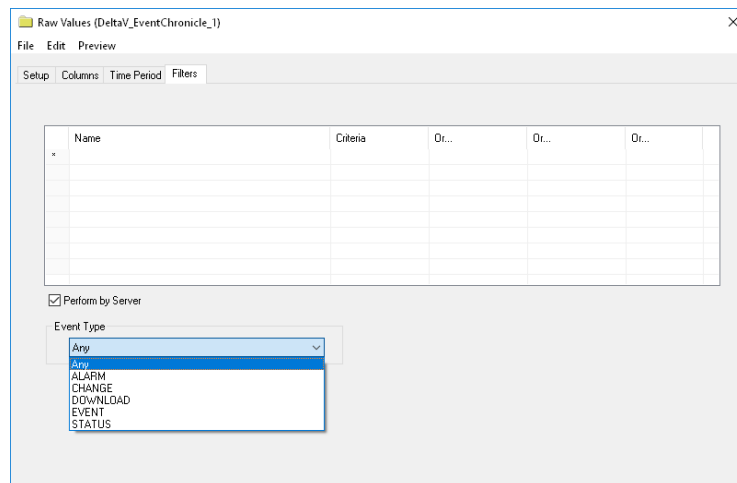 Raw Values (DeltaV_EventChronicle_1)
File Edit Preview
Setup Columns Time Period Filters
Name Criteria Or... Or... Or...
*
Perform by Server
Event Type
Any
Any
ALARM
CHANGE
DOWNLOAD
EVENT
STATUS